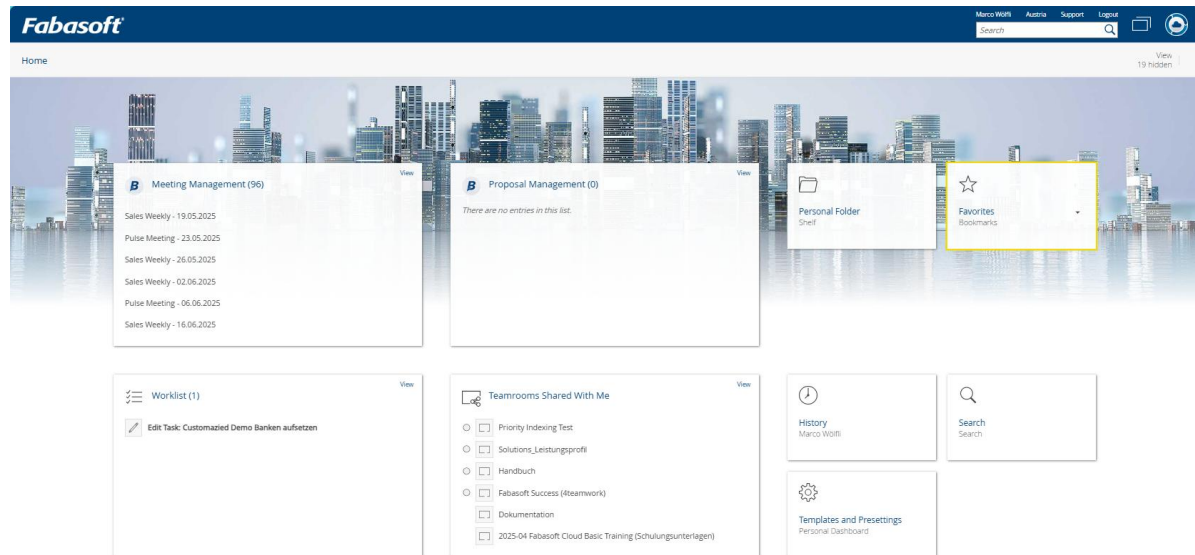 Fabasoft
Marco Wölfli Austria Support Logout
Search
Home
View
19 hidden
B Meeting Management (96)
View
Sales Weekly - 19.05.2025
Pulse Meeting - 23.05.2025
Sales Weekly - 26.05.2025
Sales Weekly - 02.06.2025
Pulse Meeting - 06.06.2025
Sales Weekly - 16.06.2025
B Proposal Management (0)
View
There are no entries in this list.
Personal Folder
Shelf
Favorites
Bookmarks
Worklist (1)
View
Edit Task: Customazied Demo Banken aufsetzen
Teamrooms Shared With Me
View
Priority Indexing Test
Solutions_Leistungsprofil
Handbuch
Fabasoft Success (4teamwork)
Dokumentation
2025-04 Fabasoft Cloud Basic Training (Schulungsunterlagen)
History
Marco Wölfli
Search
Search
Templates and Presettings
Personal Dashboard